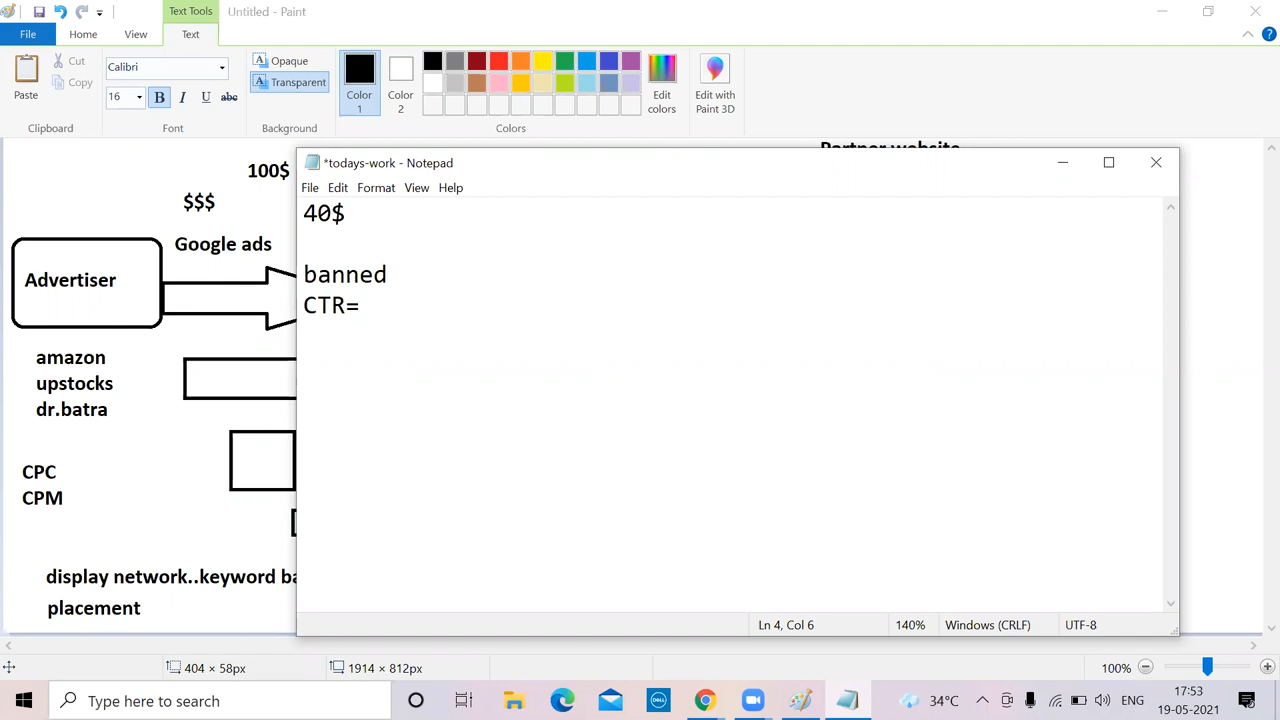 Text Tools
Untitled - Paint
File
Home
View
Text
Paste
Cut
Copy
Clipboard
Calibri
16
B
I
U
abc
Font
Opaque
Transparent
Background
Color
1
Color
2
Edit
colors
Edit with
Paint 3D
Colors
Partner website
100$
$$$
Google ads
Advertiser
amazon
upstocks
dr.batra
CPC
CPM
display network..keyword ba
placement
*todays-work - Notepad
File
Edit
Format
View
Help
40$
banned
CTR=
Ln 4, Col 6
140%
Windows (CRLF)
UTF-8
404 × 58px
1914 × 812px
100%
Type here to search
DELL
34°C
ENG
17:53
19-05-2021